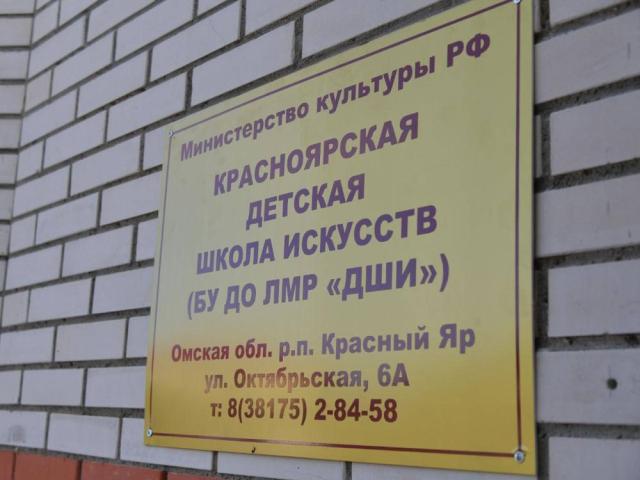 Министерство культуры РФ
КРАСНОЯРСКАЯ
ДЕТСКАЯ
ШКОЛА ИСКУССТВ
(БУ ДО ЛМР «ДШИ»)
Омская обл. р.п. Красный Яр
ул. Октябрьская, 6А
т: 8(38175) 2-84-58